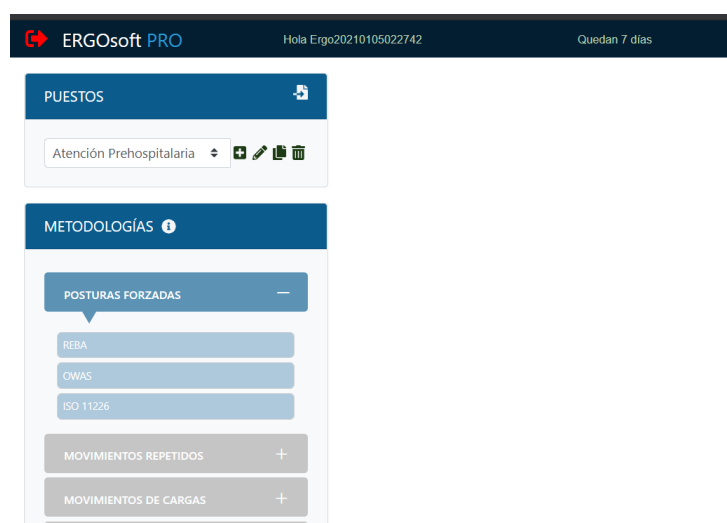 ERGOsoft PRO Hola Ergo20210105022742 Quedan 7 días
PUESTOS
Atención Prehospitalaria
METODOLOGÍAS
POSTURAS FORZADAS
REBA
OWAS
ISO 11226
MOVIMIENTOS REPETIDOS
MOVIMIENTOS DE CARGAS